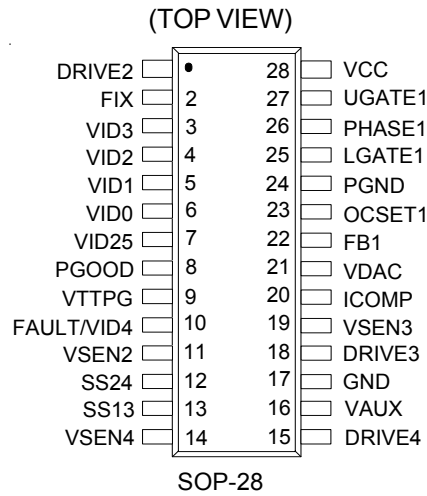 (TOP VIEW)
DRIVE2 28 VCC
FIX 2 27 UGATE1
VID3 3 26 PHASE1
VID2 4 25 LGATE1
VID1 5 24 PGND
VID0 6 23 OCSET1
VID25 7 22 FB1
PGOOD 8 21 VDAC
VTTPG 9 20 ICOMP
FAULT/VID4 10 19 VSEN3
VSEN2 11 18 DRIVE3
SS24 12 17 GND
SS13 13 16 VAUX
VSEN4 14 15 DRIVE4
SOP-28